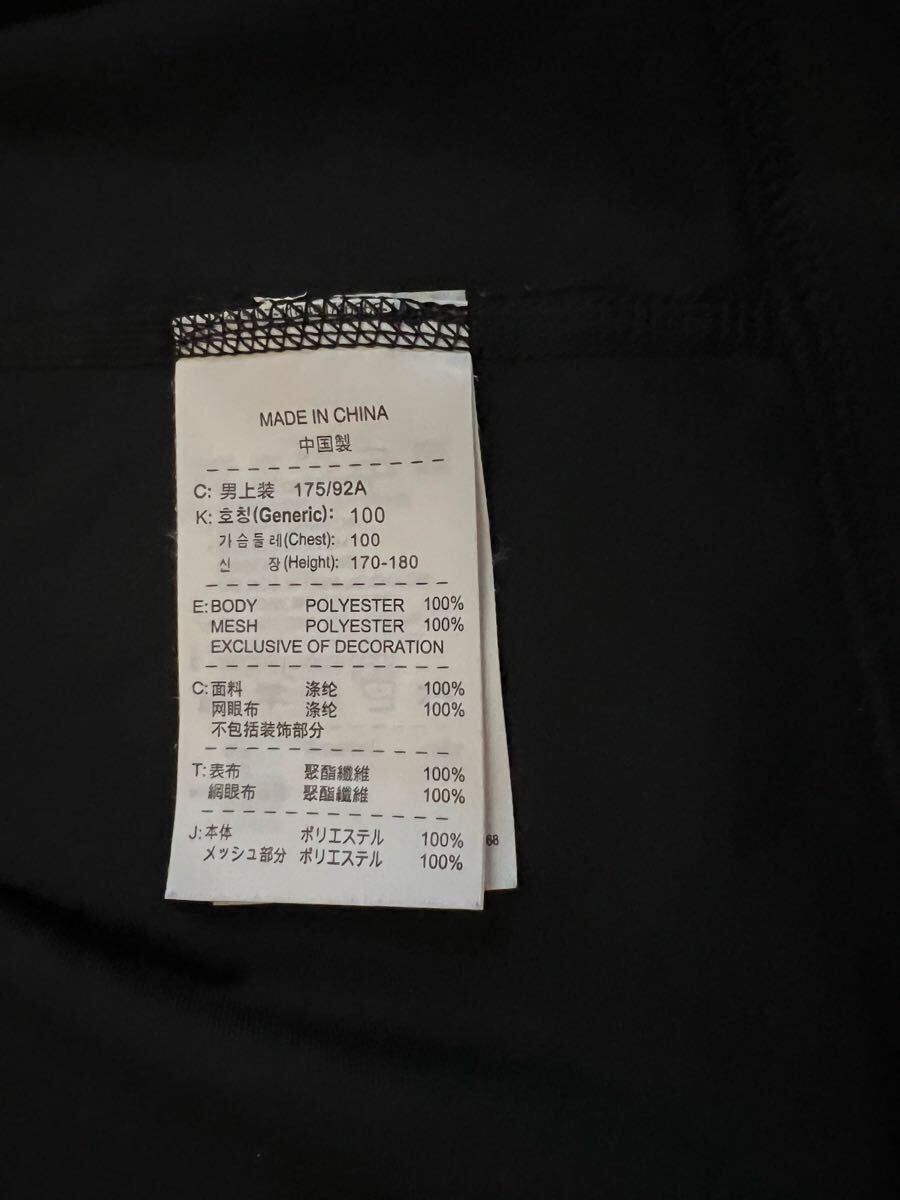 MADE IN CHINA
中国製
C: 男上装 175/92A
K: 호칭(Generic): 100
가슴둘레(Chest): 100
신 장(Height): 170-180
E: BODY POLYESTER 100%
MESH POLYESTER 100%
EXCLUSIVE OF DECORATION
C: 面料 涤纶 100%
网眼布 涤纶 100%
不包括装饰部分
T: 表布 聚酯纖維 100%
網眼布 聚酯纖維 100%
J: 本体 ポリエステル 100%
メッシュ部分 ポリエステル 100%
68